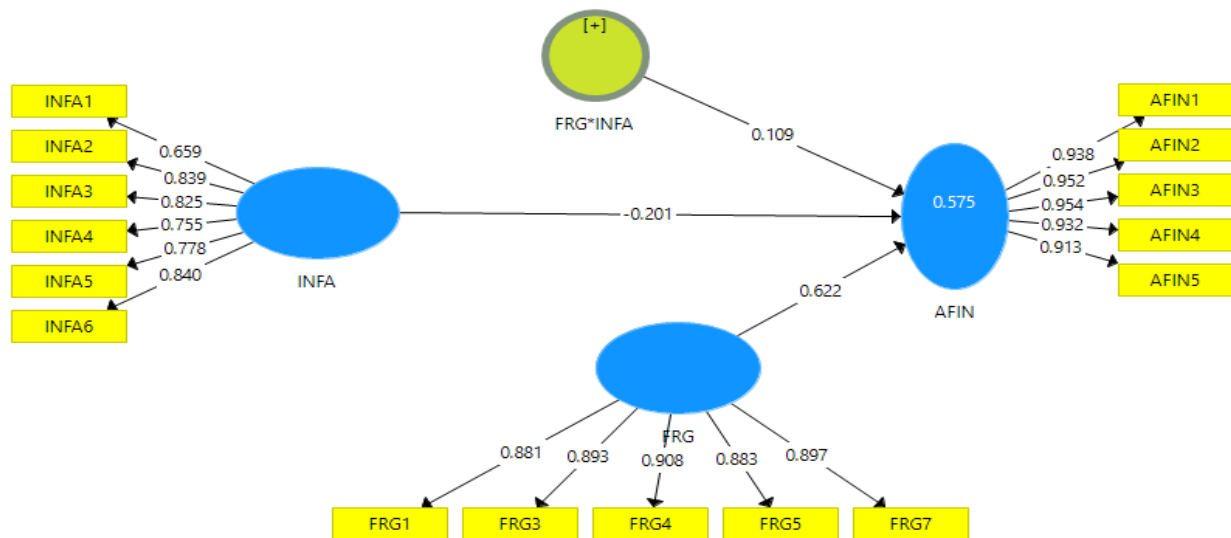 [+]
FRG*INFA
INFA1
INFA2
INFA3
INFA4
INFA5
INFA6
0.659
0.839
0.825
0.755
0.778
0.840
INFA
0.109
-0.201
0.622
0.575
AFIN
0.938
0.952
0.954
0.932
0.913
AFIN1
AFIN2
AFIN3
AFIN4
AFIN5
FRG
0.881
0.893
0.908
0.883
0.897
FRG1
FRG3
FRG4
FRG5
FRG7